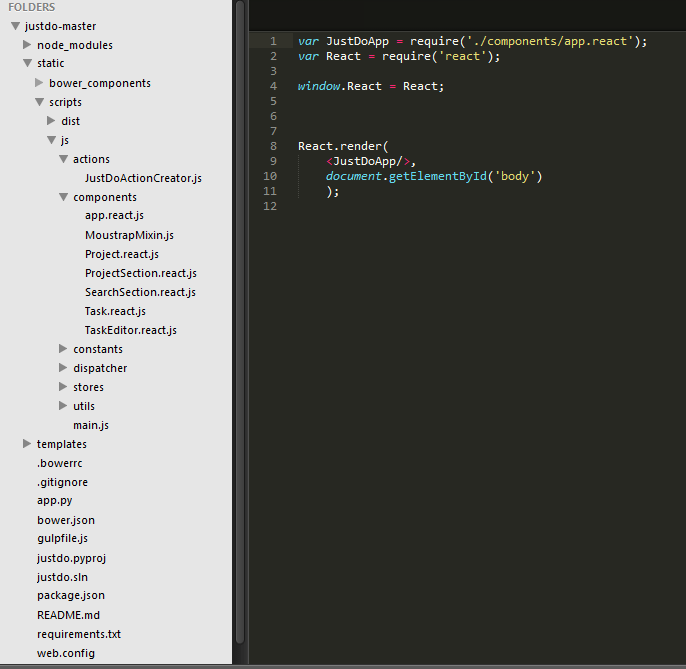 FOLDERS
justdo-master
node_modules
static
bower_components
scripts
dist
js
actions
JustDoActionCreator.js
components
app.react.js
MoustrapMixin.js
Project.react.js
ProjectSection.react.js
SearchSection.react.js
Task.react.js
TaskEditor.react.js
constants
dispatcher
stores
utils
main.js
templates
.bowerrc
.gitignore
app.py
bower.json
gulpfile.js
justdo.pyproj
justdo.sln
package.json
README.md
requirements.txt
web.config
1 var JustDoApp = require('./components/app.react');
2 var React = require('react');
3
4 window.React = React;
5
6
7
8 React.render(
9 <JustDoApp/>,
10 document.getElementById('body')
11 );
12